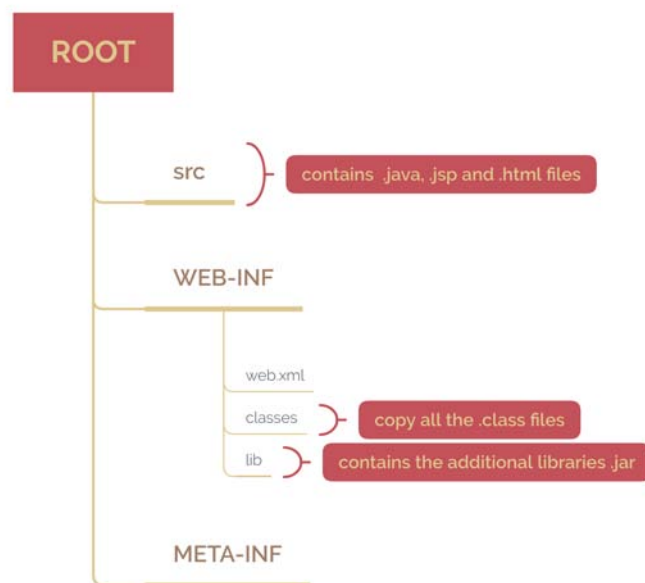 ROOT
src
contains .java, .jsp and .html files
WEB-INF
web.xml
classes
copy all the .class files
lib
contains the additional libraries .jar
META-INF